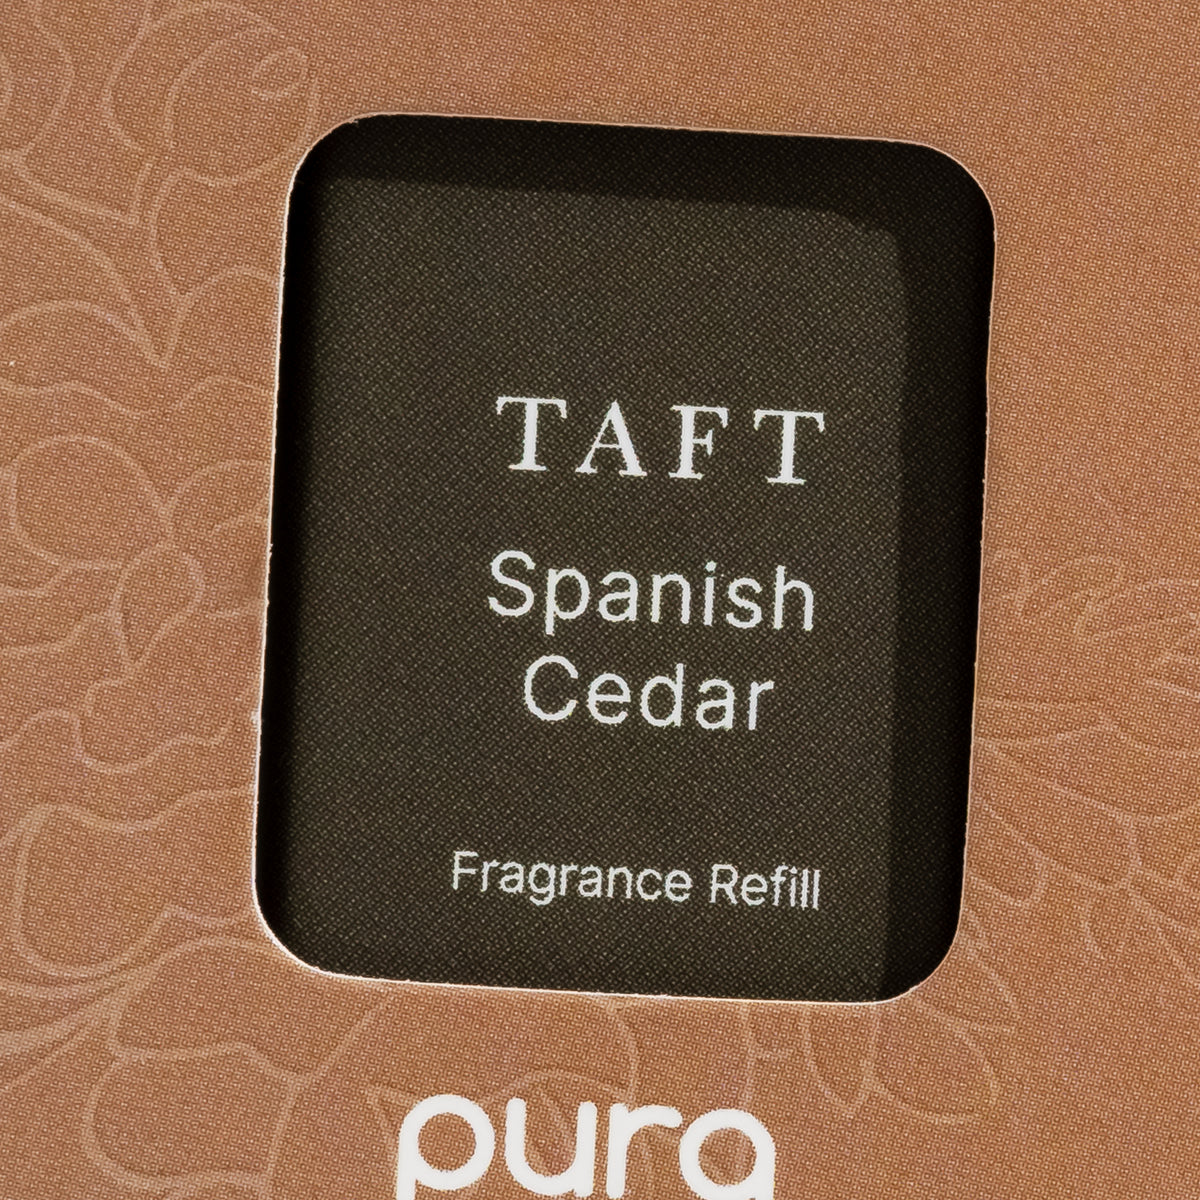 TAFT
Spanish
Cedar
Fragrance Refill
pura